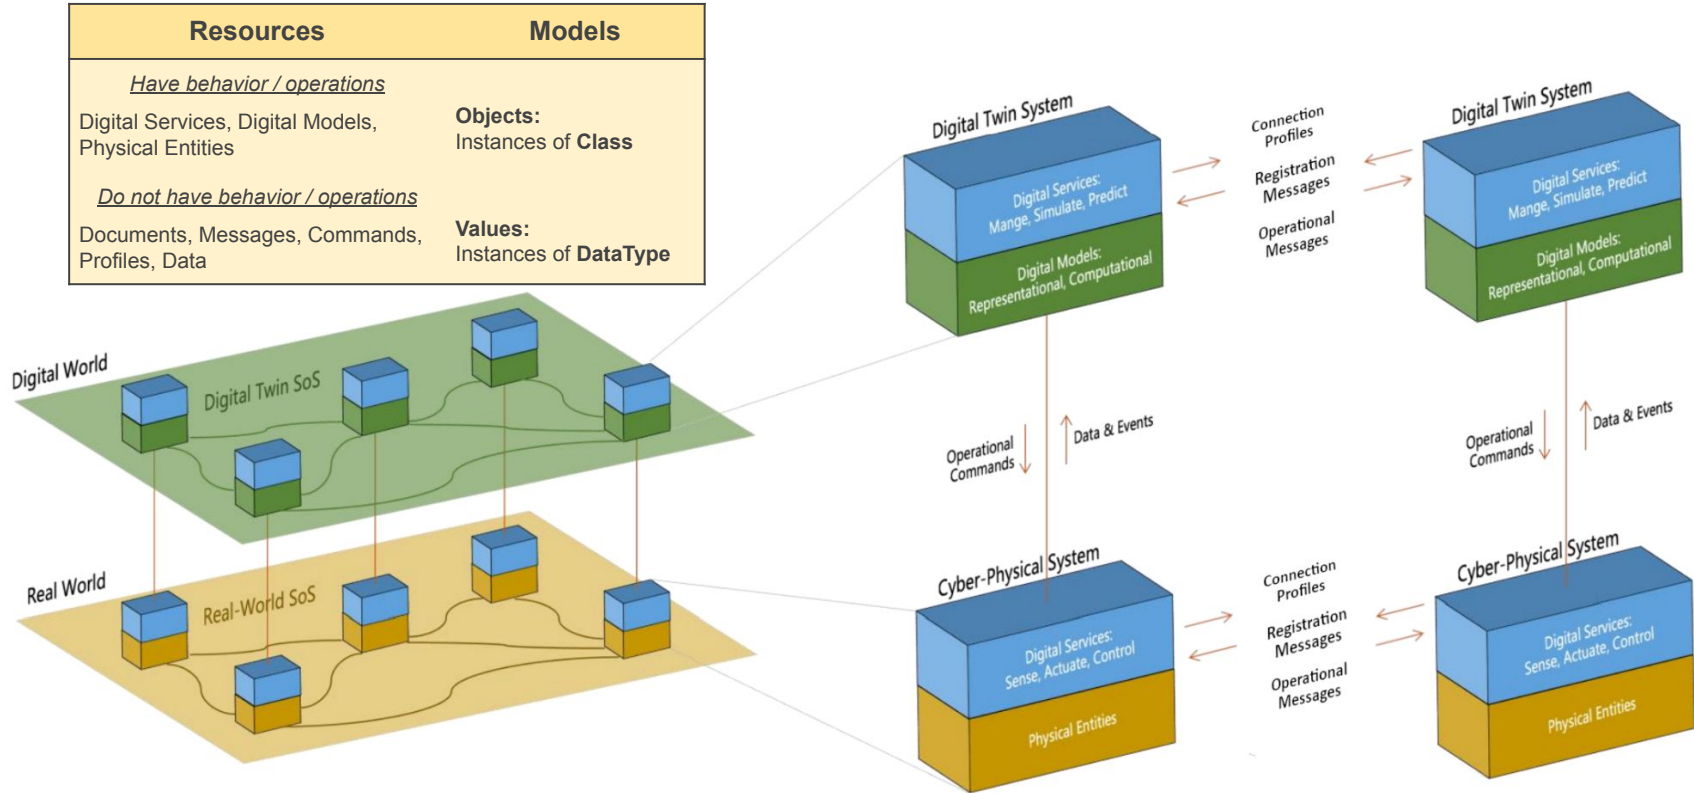 Resources Models
Have behavior / operations
Digital Services, Digital Models,
Physical Entities
Objects:
Instances of Class
Do not have behavior / operations
Documents, Messages, Commands,
Profiles, Data
Values:
Instances of DataType
Digital World
Digital Twin SoS
Real World
Real-World SoS
Digital Twin System
Digital Services:
Mange, Simulate, Predict
Digital Models:
Representational, Computational
Connection
Profiles
Registration
Messages
Operational
Messages
Digital Twin System
Digital Services:
Mange, Simulate, Predict
Digital Models:
Representational, Computational
Operational
Commands
Data & Events
Operational
Commands
Data & Events
Cyber-Physical System
Digital Services:
Sense, Actuate, Control
Physical Entities
Connection
Profiles
Registration
Messages
Operational
Messages
Cyber-Physical System
Digital Services:
Sense, Actuate, Control
Physical Entities